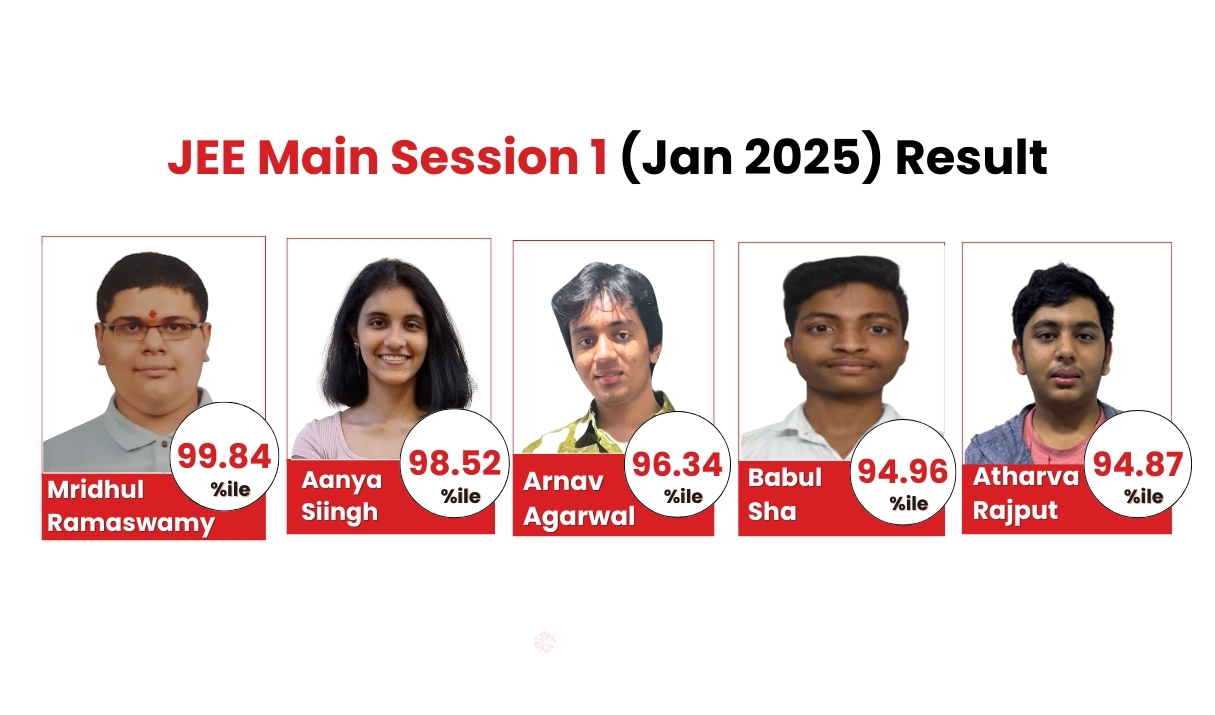 JEE Main Session 1 (Jan 2025) Result
99.84
%ile
Mridhul
Ramaswamy
98.52
%ile
Aanya
Siingh
96.34
%ile
Arnav
Agarwal
94.96
%ile
Babul
Sha
94.87
%ile
Atharva
Rajput